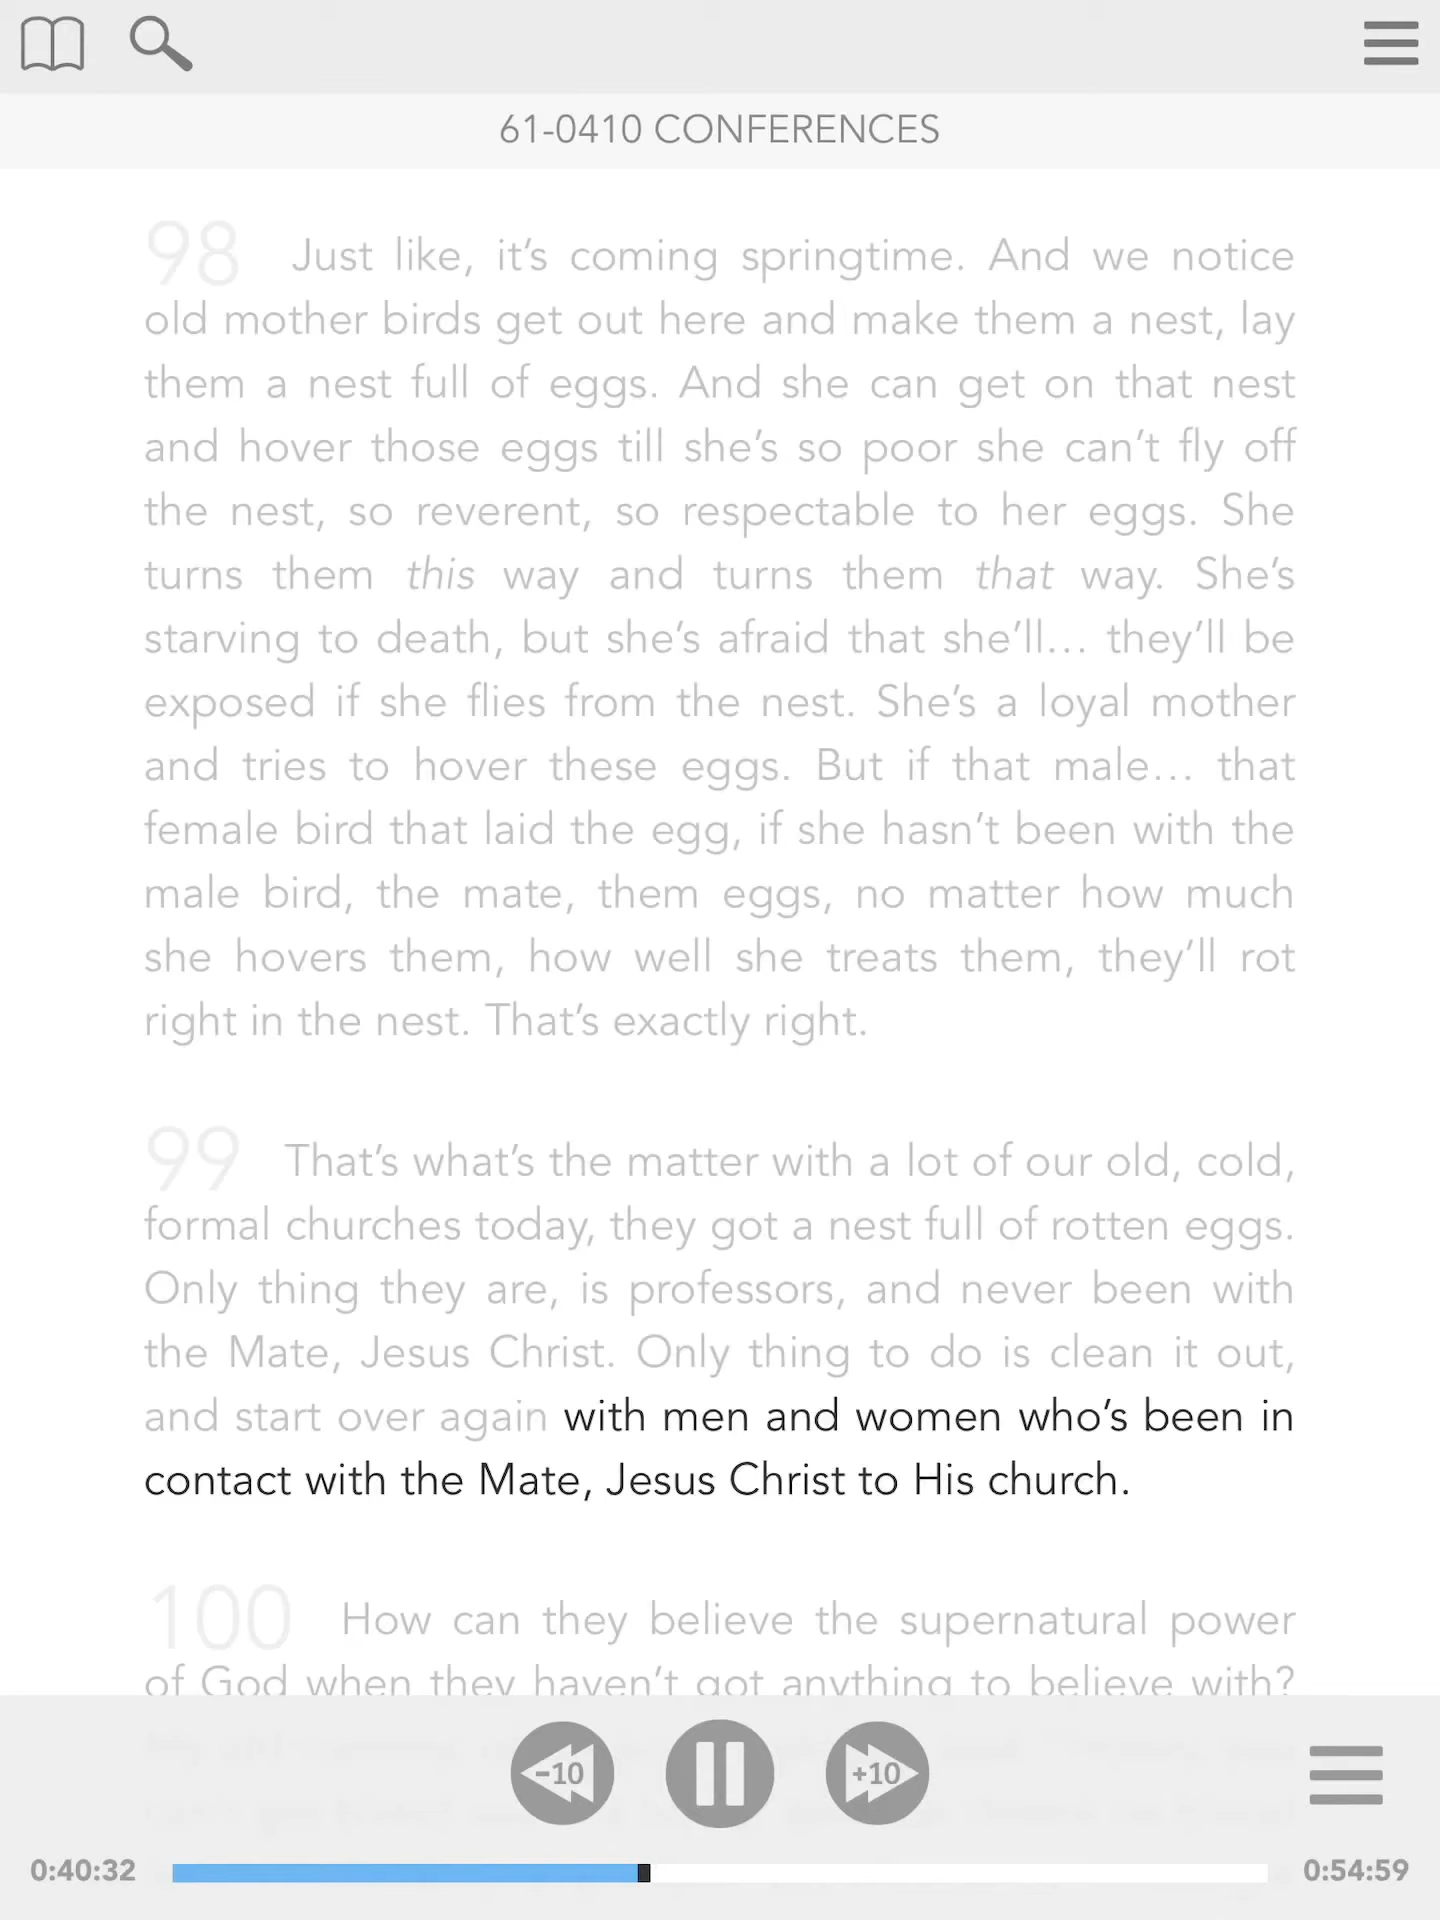 61-0410 CONFERENCES
98 Just like, it’s coming springtime. And we notice
old mother birds get out here and make them a nest, lay
them a nest full of eggs. And she can get on that nest
and hover those eggs till she’s so poor she can’t fly off
the nest, so reverent, so respectable to her eggs. She
turns them this way and turns them that way. She’s
starving to death, but she’s afraid that she’ll… they’ll be
exposed if she flies from the nest. She’s a loyal mother
and tries to hover these eggs. But if that male… that
female bird that laid the egg, if she hasn’t been with the
male bird, the mate, them eggs, no matter how much
she hovers them, how well she treats them, they’ll rot
right in the nest. That’s exactly right.
99 That’s what’s the matter with a lot of our old, cold,
formal churches today, they got a nest full of rotten eggs.
Only thing they are, is professors, and never been with
the Mate, Jesus Christ. Only thing to do is clean it out,
and start over again with men and women who’s been in
contact with the Mate, Jesus Christ to His church.
100 How can they believe the supernatural power
of God when they haven’t got anything to believe with?
-10 +10
0:40:32 0:54:59